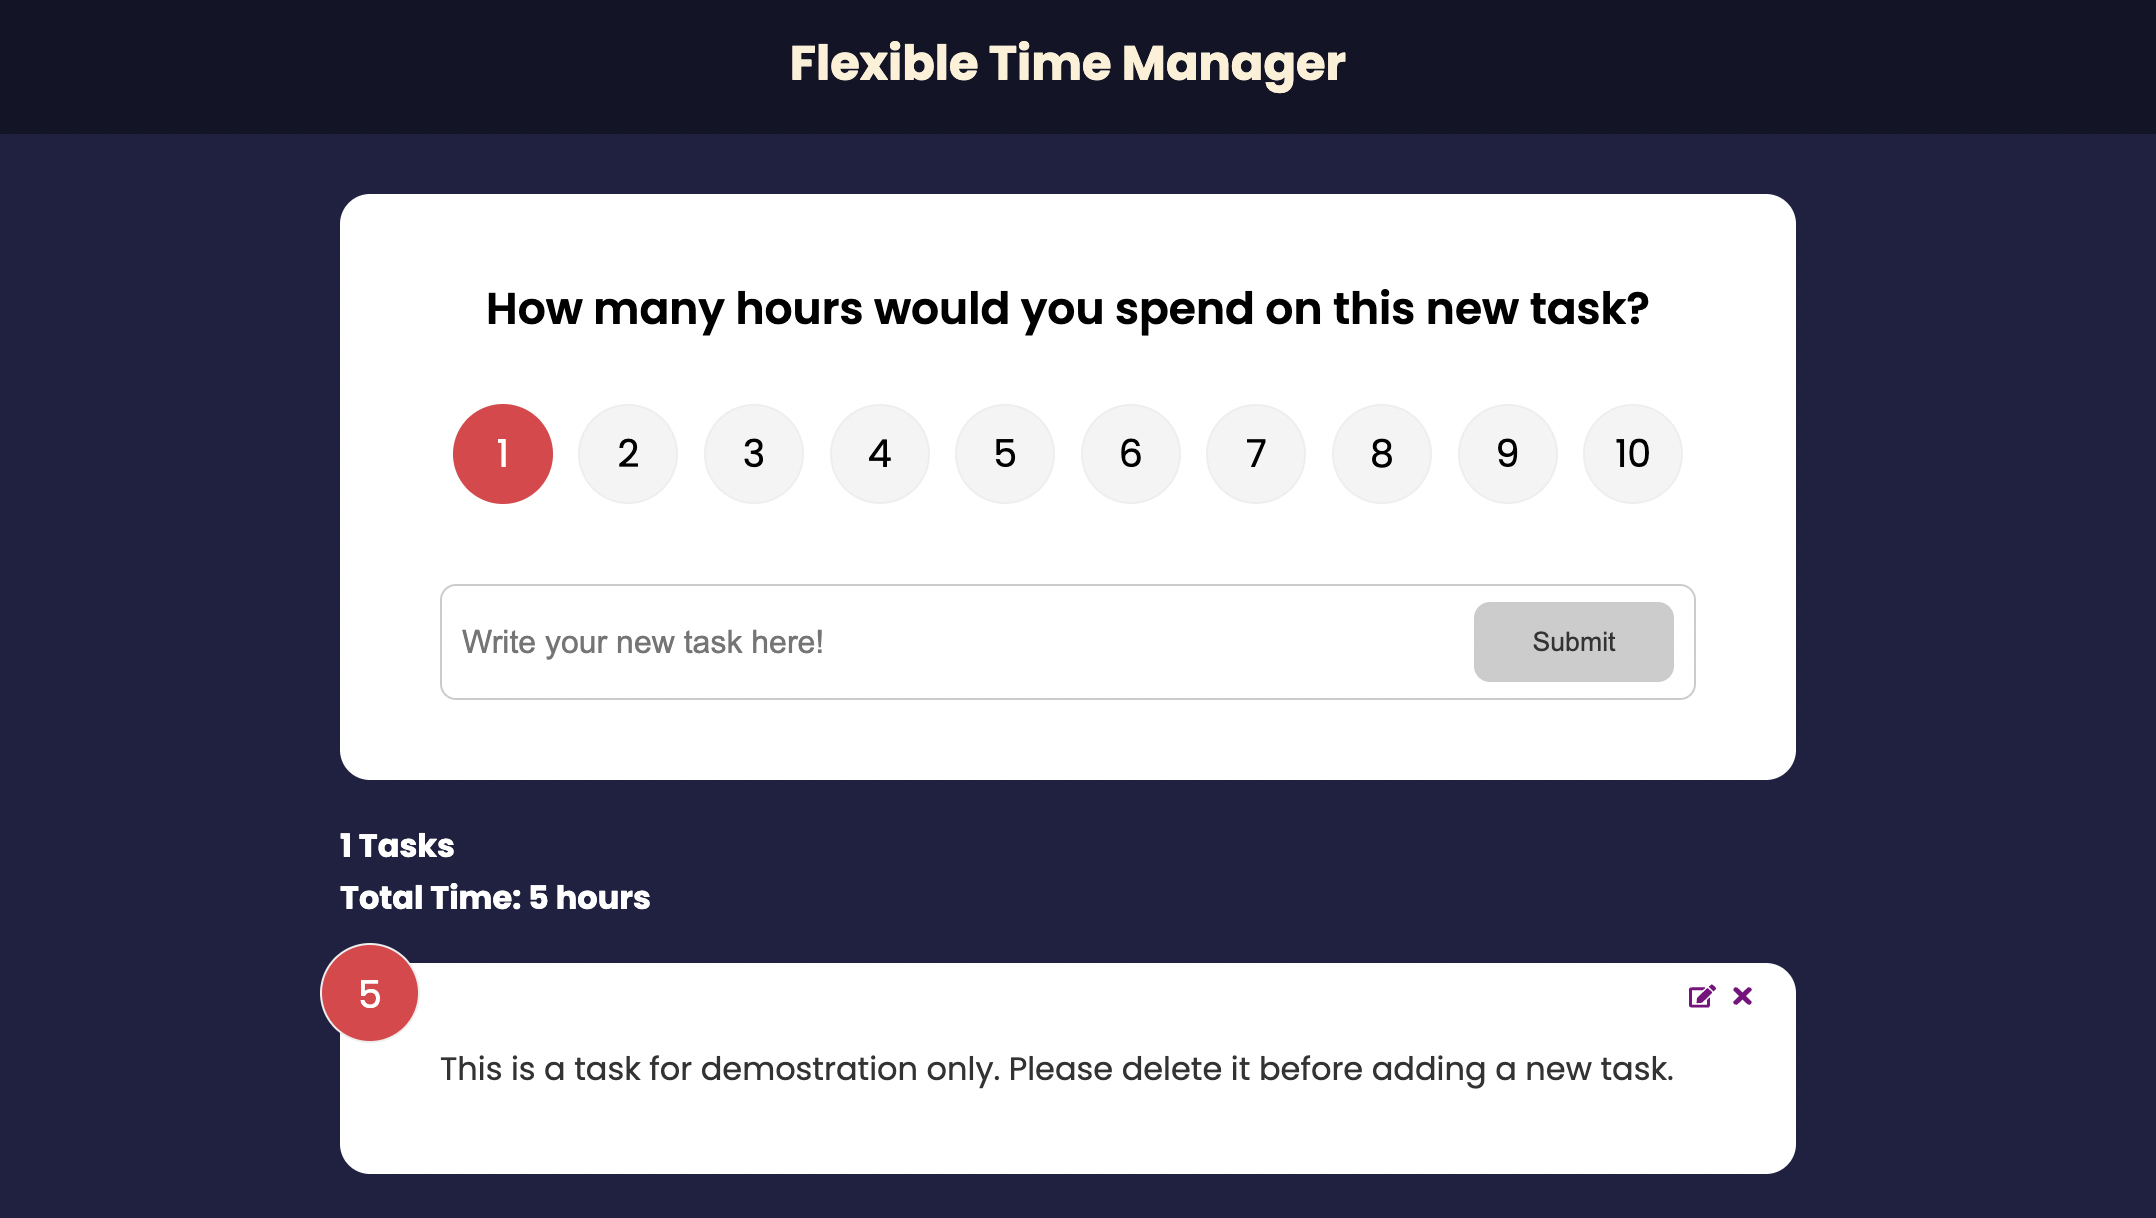 Flexible Time Manager
How many hours would you spend on this new task?
1 2 3 4 5 6 7 8 9 10
Write your new task here! Submit
1 Tasks
Total Time: 5 hours
5
This is a task for demostration only. Please delete it before adding a new task.